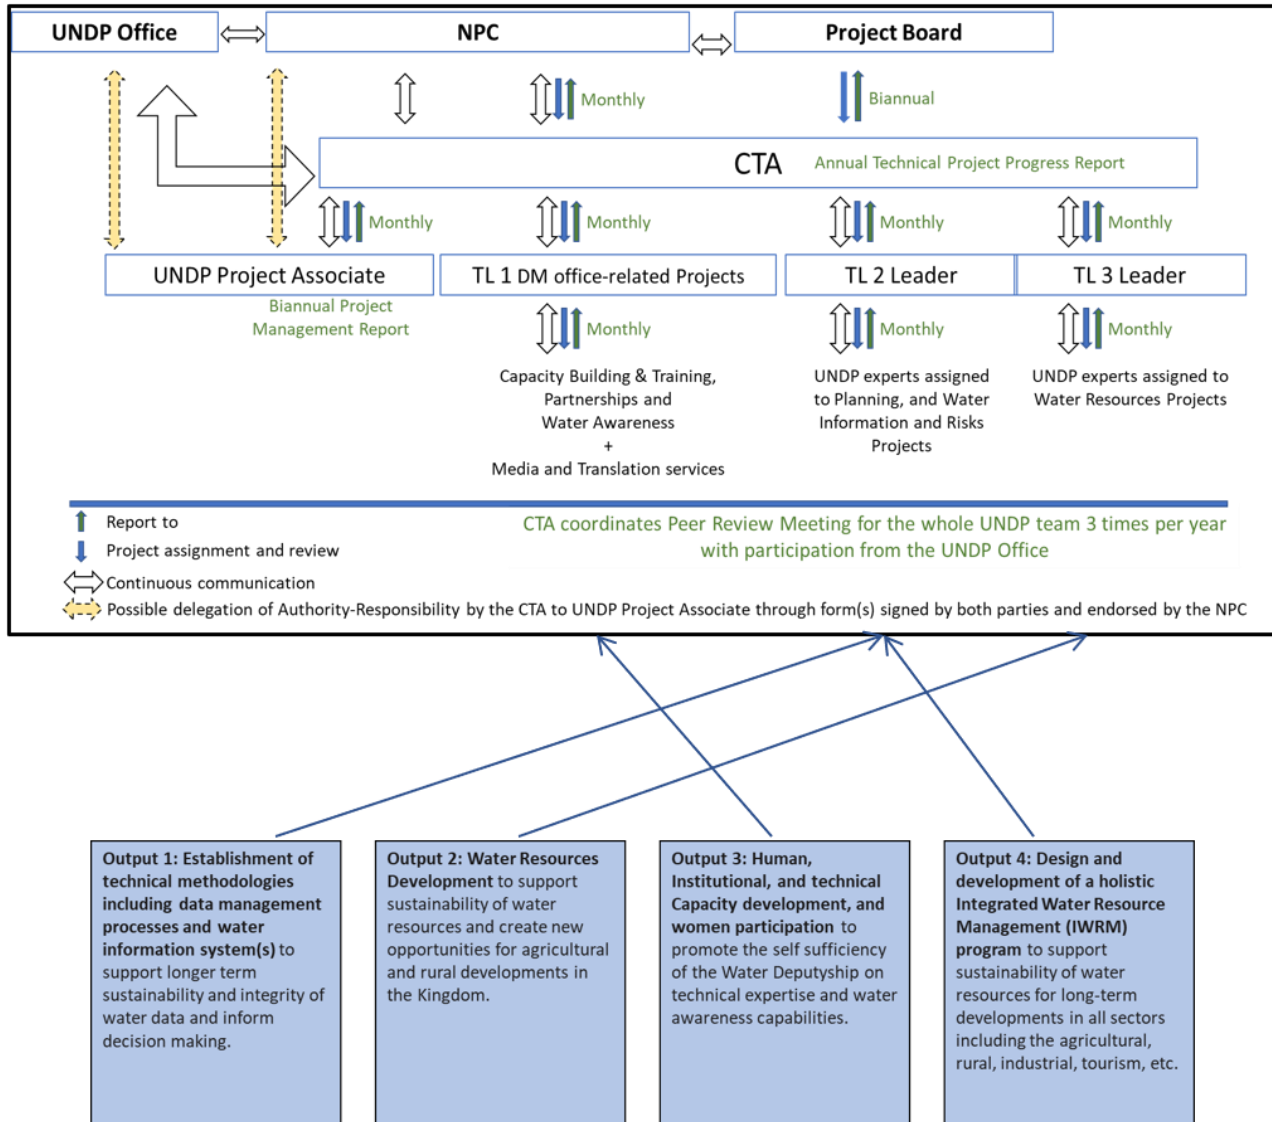 UNDP Office
NPC
Project Board
Monthly
Biannual
CTA
Annual Technical Project Progress Report
Monthly
Monthly
Monthly
Monthly
UNDP Project Associate
TL 1 DM office-related Projects
TL 2 Leader
TL 3 Leader
Biannual Project
Management Report
Monthly
Monthly
Monthly
Capacity Building & Training,
Partnerships and
Water Awareness
+
Media and Translation services
UNDP experts assigned
to Planning, and Water
Information and Risks
Projects
UNDP experts assigned to
Water Resources Projects
Report to
Project assignment and review
Continuous communication
Possible delegation of Authority-Responsibility by the CTA to UNDP Project Associate through form(s) signed by both parties and endorsed by the NPC
CTA coordinates Peer Review Meeting for the whole UNDP team 3 times per year
with participation from the UNDP Office
Output 1: Establishment of
technical methodologies
including data management
processes and water
information system(s) to
support longer term
sustainability and integrity of
water data and inform
decision making.
Output 2: Water Resources
Development to support
sustainability of water
resources and create new
opportunities for agricultural
and rural developments in
the Kingdom.
Output 3: Human,
Institutional, and technical
Capacity development, and
women participation to
promote the self sufficiency
of the Water Deputyship on
technical expertise and water
awareness capabilities.
Output 4: Design and
development of a holistic
Integrated Water Resource
Management (IWRM)
program to support
sustainability of water
resources for long-term
developments in all sectors
including the agricultural,
rural, industrial, tourism, etc.